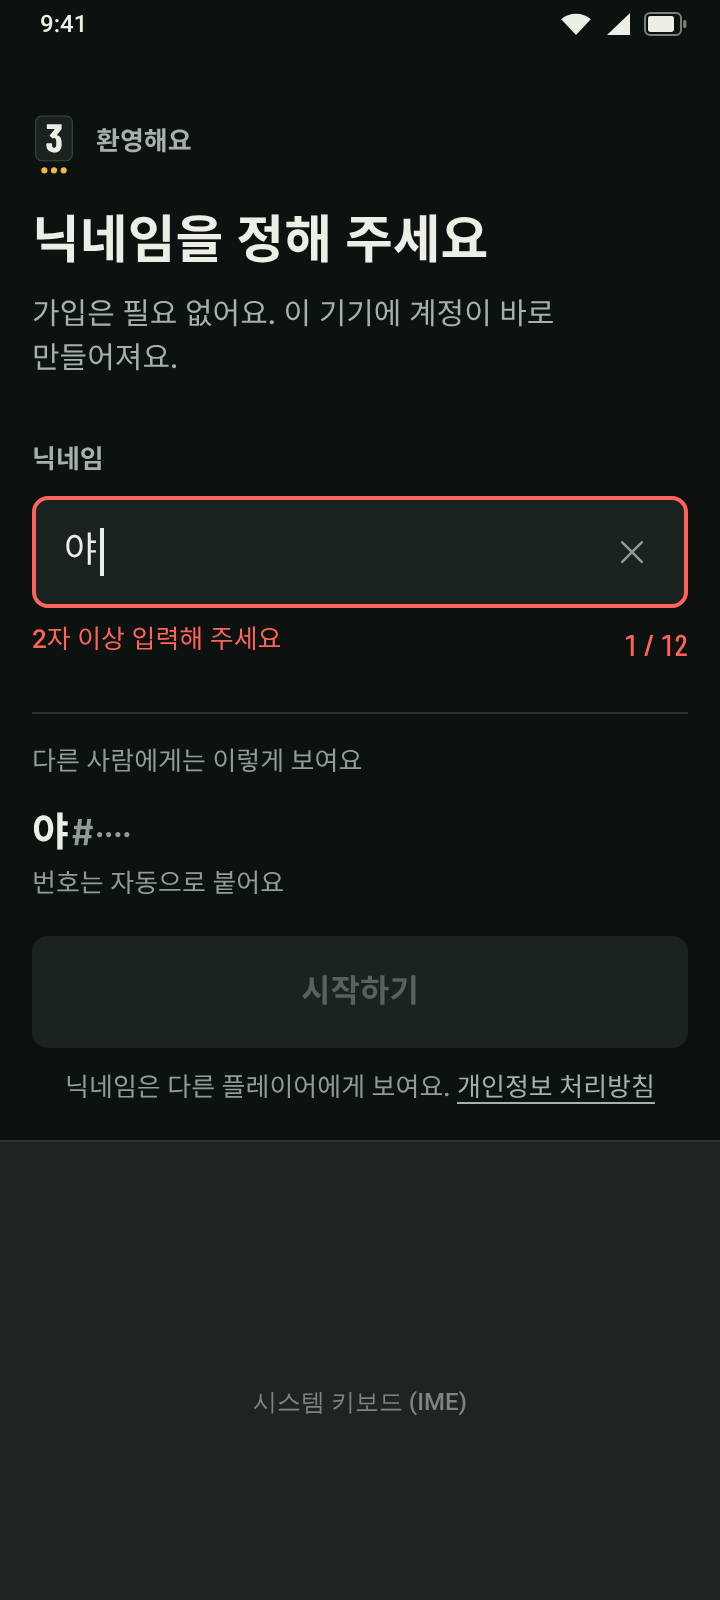 9:41
3
환영해요
닉네임을 정해 주세요
가입은 필요 없어요. 이 기기에 계정이 바로
만들어져요.
닉네임
야
2자 이상 입력해 주세요
1 / 12
다른 사람에게는 이렇게 보여요
야#····
번호는 자동으로 붙어요
시작하기
닉네임은 다른 플레이어에게 보여요. 개인정보 처리방침
시스템 키보드 (IME)